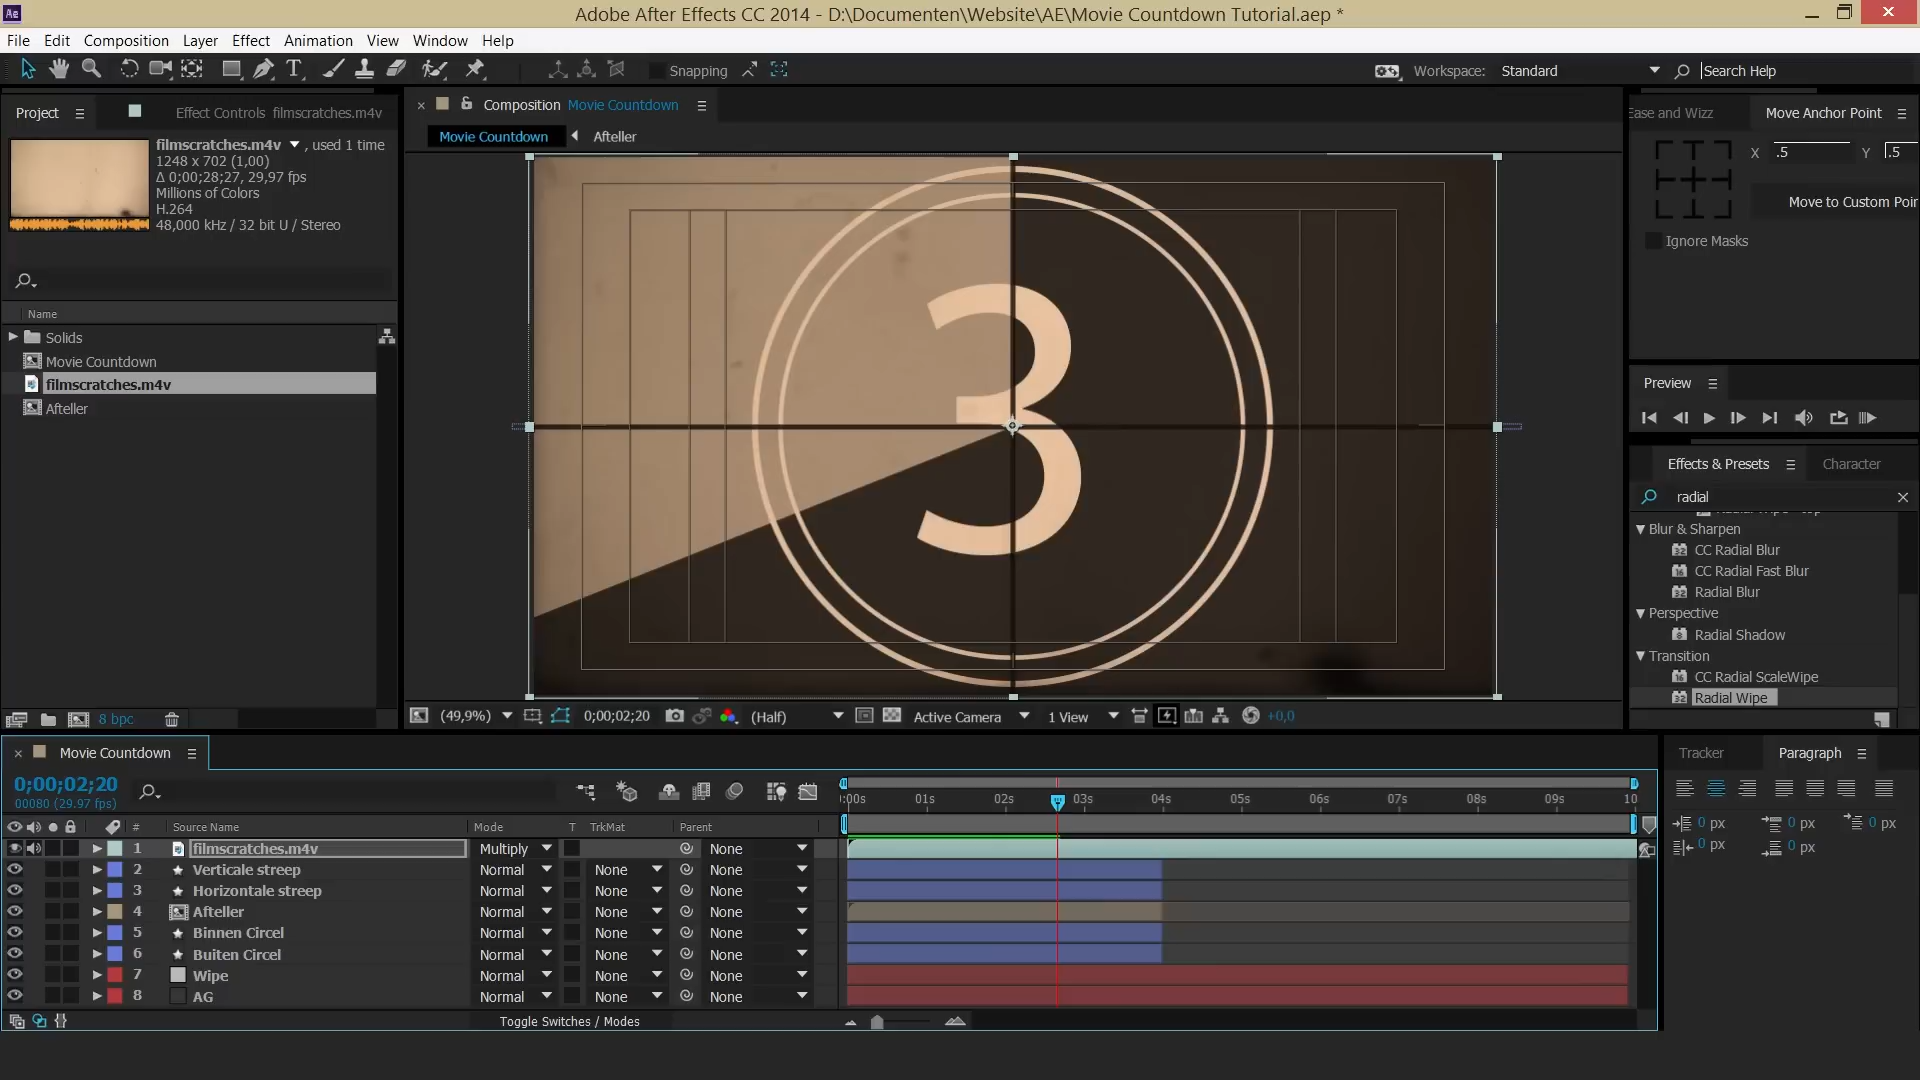 Ae
Adobe After Effects CC 2014 - D:\Documenten\Website\AE\Movie Countdown Tutorial.aep *
File Edit Composition Layer Effect Animation View Window Help
Snapping
Workspace: Standard
Search Help
Project
Effect Controls filmscratches.m4v
filmscratches.m4v , used 1 time
1248 x 702 (1,00)
Δ 0;00;28;27, 29,97 fps
Millions of Colors
H.264
48,000 kHz / 32 bit U / Stereo
Name
Solids
Movie Countdown
filmscratches.m4v
Afteller
8 bpc
Composition Movie Countdown
Movie Countdown Afteller
3
(49,9%) 0;00;02;20 (Half) Active Camera 1 View +0,0
Ease and Wizz
Move Anchor Point
X .5 Y .5
Move to Custom Poin
Ignore Masks
Preview
Effects & Presets Character
radial
Blur & Sharpen
CC Radial Blur
CC Radial Fast Blur
Radial Blur
Perspective
Radial Shadow
Transition
CC Radial ScaleWipe
Radial Wipe
Movie Countdown
0;00;02;20
00080 (29.97 fps)
:00s 01s 02s 03s 04s 05s 06s 07s 08s 09s 10
# Source Name Mode T TrkMat Parent
1 filmscratches.m4v Multiply None
2 Verticale streep Normal None None
3 Horizontale streep Normal None None
4 Afteller Normal None None
5 Binnen Circel Normal None None
6 Buiten Circel Normal None None
7 Wipe Normal None None
8 AG Normal None None
Toggle Switches / Modes
Tracker Paragraph
0 px 0 px 0 px
0 px 0 px